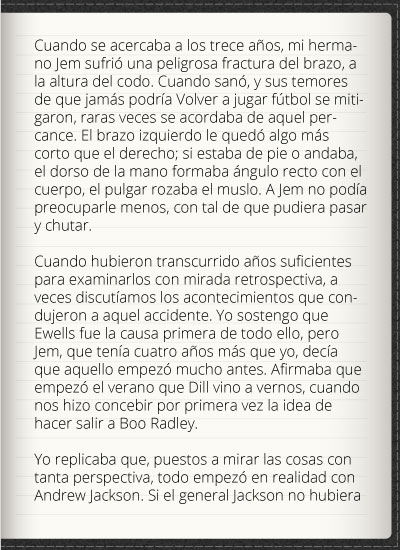 Cuando se acercaba a los trece años, mi herma-
no Jem sufrió una peligrosa fractura del brazo, a
la altura del codo. Cuando sanó, y sus temores
de que jamás podría Volver a jugar fútbol se miti-
garon, raras veces se acordaba de aquel per-
cance. El brazo izquierdo le quedó algo más
corto que el derecho; si estaba de pie o andaba,
el dorso de la mano formaba ángulo recto con el
cuerpo, el pulgar rozaba el muslo. A Jem no podía
preocuparle menos, con tal de que pudiera pasar
y chutar.

Cuando hubieron transcurrido años suficientes
para examinarlos con mirada retrospectiva, a
veces discutíamos los acontecimientos que con-
dujeron a aquel accidente. Yo sostengo que
Ewells fue la causa primera de todo ello, pero
Jem, que tenía cuatro años más que yo, decía
que aquello empezó mucho antes. Afirmaba que
empezó el verano que Dill vino a vernos, cuando
nos hizo concebir por primera vez la idea de
hacer salir a Boo Radley.

Yo replicaba que, puestos a mirar las cosas con
tanta perspectiva, todo empezó en realidad con
Andrew Jackson. Si el general Jackson no hubiera